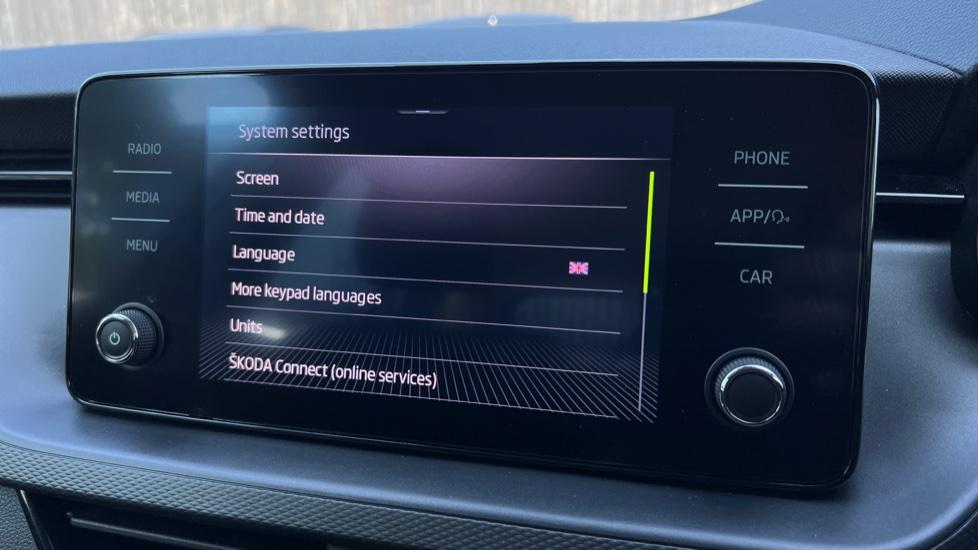 RADIO
MEDIA
MENU
System settings
Screen
Time and date
Language
More keypad languages
Units
ŠKODA Connect (online services)
PHONE
APP/
CAR